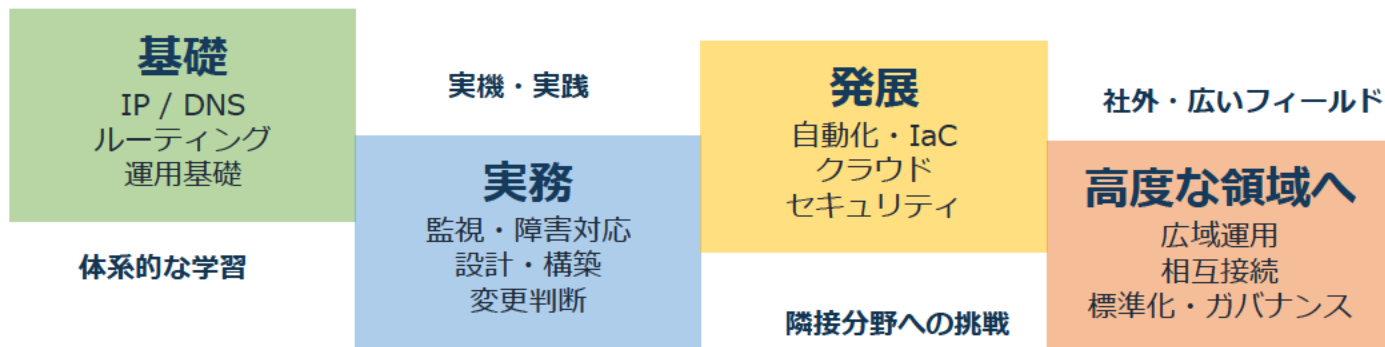 基礎
IP / DNS
ルーティング
運用基礎
体系的な学習
実機・実践
実務
監視・障害対応
設計・構築
変更判断
発展
自動化・IaC
クラウド
セキュリティ
隣接分野への挑戦
社外・広いフィールド
高度な領域へ
広域運用
相互接続
標準化・ガバナンス